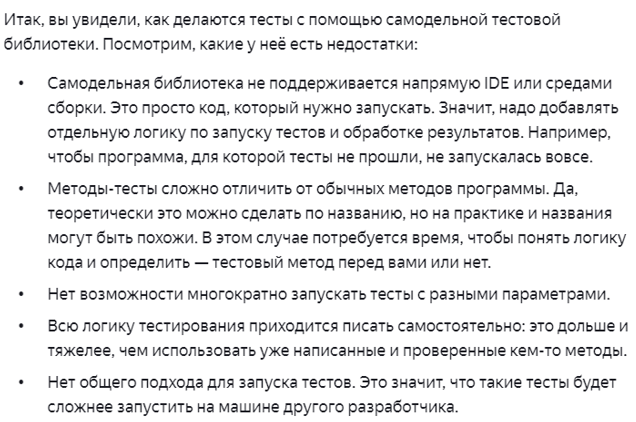 Итак, вы увидели, как делаются тесты с помощью самодельной тестовой
библиотеки. Посмотрим, какие у неё есть недостатки:
• Самодельная библиотека не поддерживается напрямую IDE или средами
сборки. Это просто код, который нужно запускать. Значит, надо добавлять
отдельную логику по запуску тестов и обработке результатов. Например,
чтобы программа, для которой тесты не прошли, не запускалась вовсе.
• Методы-тесты сложно отличить от обычных методов программы. Да,
теоретически это можно сделать по названию, но на практике и названия
могут быть похожи. В этом случае потребуется время, чтобы понять логику
кода и определить — тестовый метод перед вами или нет.
• Нет возможности многократно запускать тесты с разными параметрами.
• Всю логику тестирования приходится писать самостоятельно: это дольше и
тяжелее, чем использовать уже написанные и проверенные кем-то методы.
• Нет общего подхода для запуска тестов. Это значит, что такие тесты будет
сложнее запустить на машине другого разработчика.